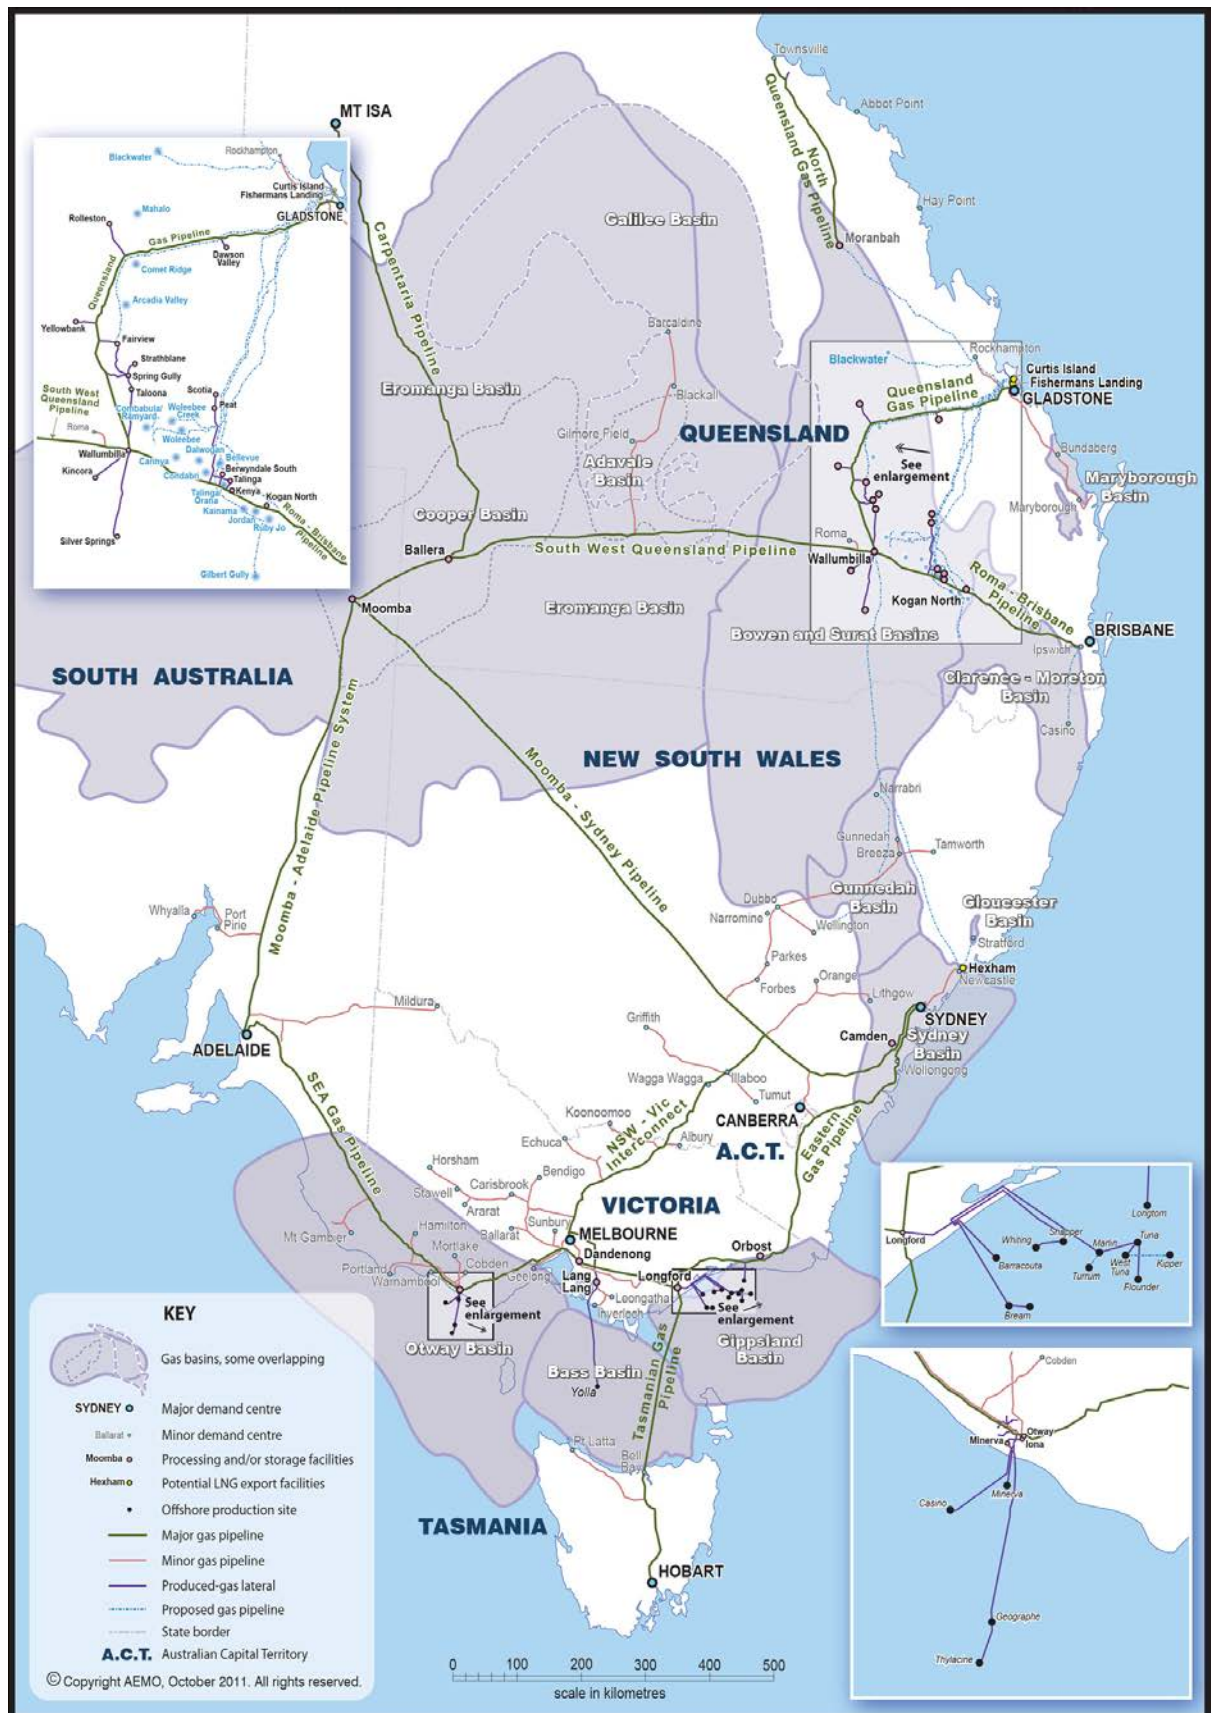 Townsville
Abbot Point
North
Queensland Gas Pipeline
Hay Point
Moranbah
MT ISA
Carpentaria Pipeline
Galilee Basin
Barcaldine
Blackall
Gilmore Field
Eromanga Basin
Adavale
Basin
Cooper Basin
QUEENSLAND
Rockhampton
Blackwater
Curtis Island
Fishermans Landing
GLADSTONE
Queensland
Gas Pipeline
See
enlargement
Bundaberg
Maryborough
Basin
Maryborough
Ballera
South West Queensland Pipeline
Roma
Wallumbilla
Kogan North
Roma - Brisbane
Pipeline
BRISBANE
Ipswich
Moomba
Eromanga Basin
Bowen and Surat Basins
Clarence - Moreton
Basin
Casino
SOUTH AUSTRALIA
Moomba - Adelaide Pipeline System
Moomba - Sydney Pipeline
NEW SOUTH WALES
Narrabri
Gunnedah
Breeza
Tamworth
Gunnedah
Basin
Gloucester
Basin
Stratford
Hexham
Newcastle
Dubbo
Narromine
Wellington
Parkes
Forbes
Orange
Lithgow
SYDNEY
Sydney
Basin
Camden
Wollongong
Whyalla
Port
Pirie
Mildura
ADELAIDE
SEA Gas Pipeline
Griffith
Wagga Wagga
Illaboo
Tumut
CANBERRA
A.C.T.
Eastern
Gas Pipeline
Koonoomoo
NSW - Vic
Interconnect
Echuca
Albury
Horsham
Bendigo
Carisbrook
Stawell
Ararat
VICTORIA
Sunbury
Ballarat
Hamilton
Mt Gambier
MELBOURNE
Dandenong
Orbost
Mortlake
Cobden
Portland
Warnambool
Geelong
Lang
Lang
Longford
Leongatha
Inverloch
See
enlargement
See
enlargement
Otway Basin
Gippsland
Basin
Bass Basin
Yolla
Tasmanian Gas
Pipeline
Pt Latta
Bell
Bay
TASMANIA
HOBART
Blackwater
Rockhampton
Curtis Island
Fishermans Landing
GLADSTONE
Mahalo
Rolleston
Gas Pipeline
Dawson
Valley
Queensland
Comet Ridge
Arcadia Valley
Yellowbank
Fairview
Strathblane
Spring Gully
Taloona
Scotia
Peat
South West
Queensland
Pipeline
Combabula/
Ramyard
Woleebee
Creek
Roma
Woleebee
Wallumbilla
Dalwogan
Carinya
Bellevue
Kincora
Condabri
Berwyndale South
Talinga
Talinga/
Orana
Kenya
Kogan North
Kainama
Jordan
Ruby Jo
Roma - Brisbane
Pipeline
Silver Springs
Gilbert Gully
Longford
Longtom
Snapper
Whiting
Marlin
Tuna
Barracouta
Turrum
West
Tuna
Kipper
Flounder
Bream
Cobden
Otway
Minerva
Iona
Casino
Minerva
Geographe
Thylacine
KEY
Gas basins, some overlapping
SYDNEY Major demand centre
Ballarat Minor demand centre
Moomba Processing and/or storage facilities
Hexham Potential LNG export facilities
Offshore production site
Major gas pipeline
Minor gas pipeline
Produced-gas lateral
Proposed gas pipeline
State border
A.C.T. Australian Capital Territory
© Copyright AEMO, October 2011. All rights reserved.
0 100 200 300 400 500
scale in kilometres